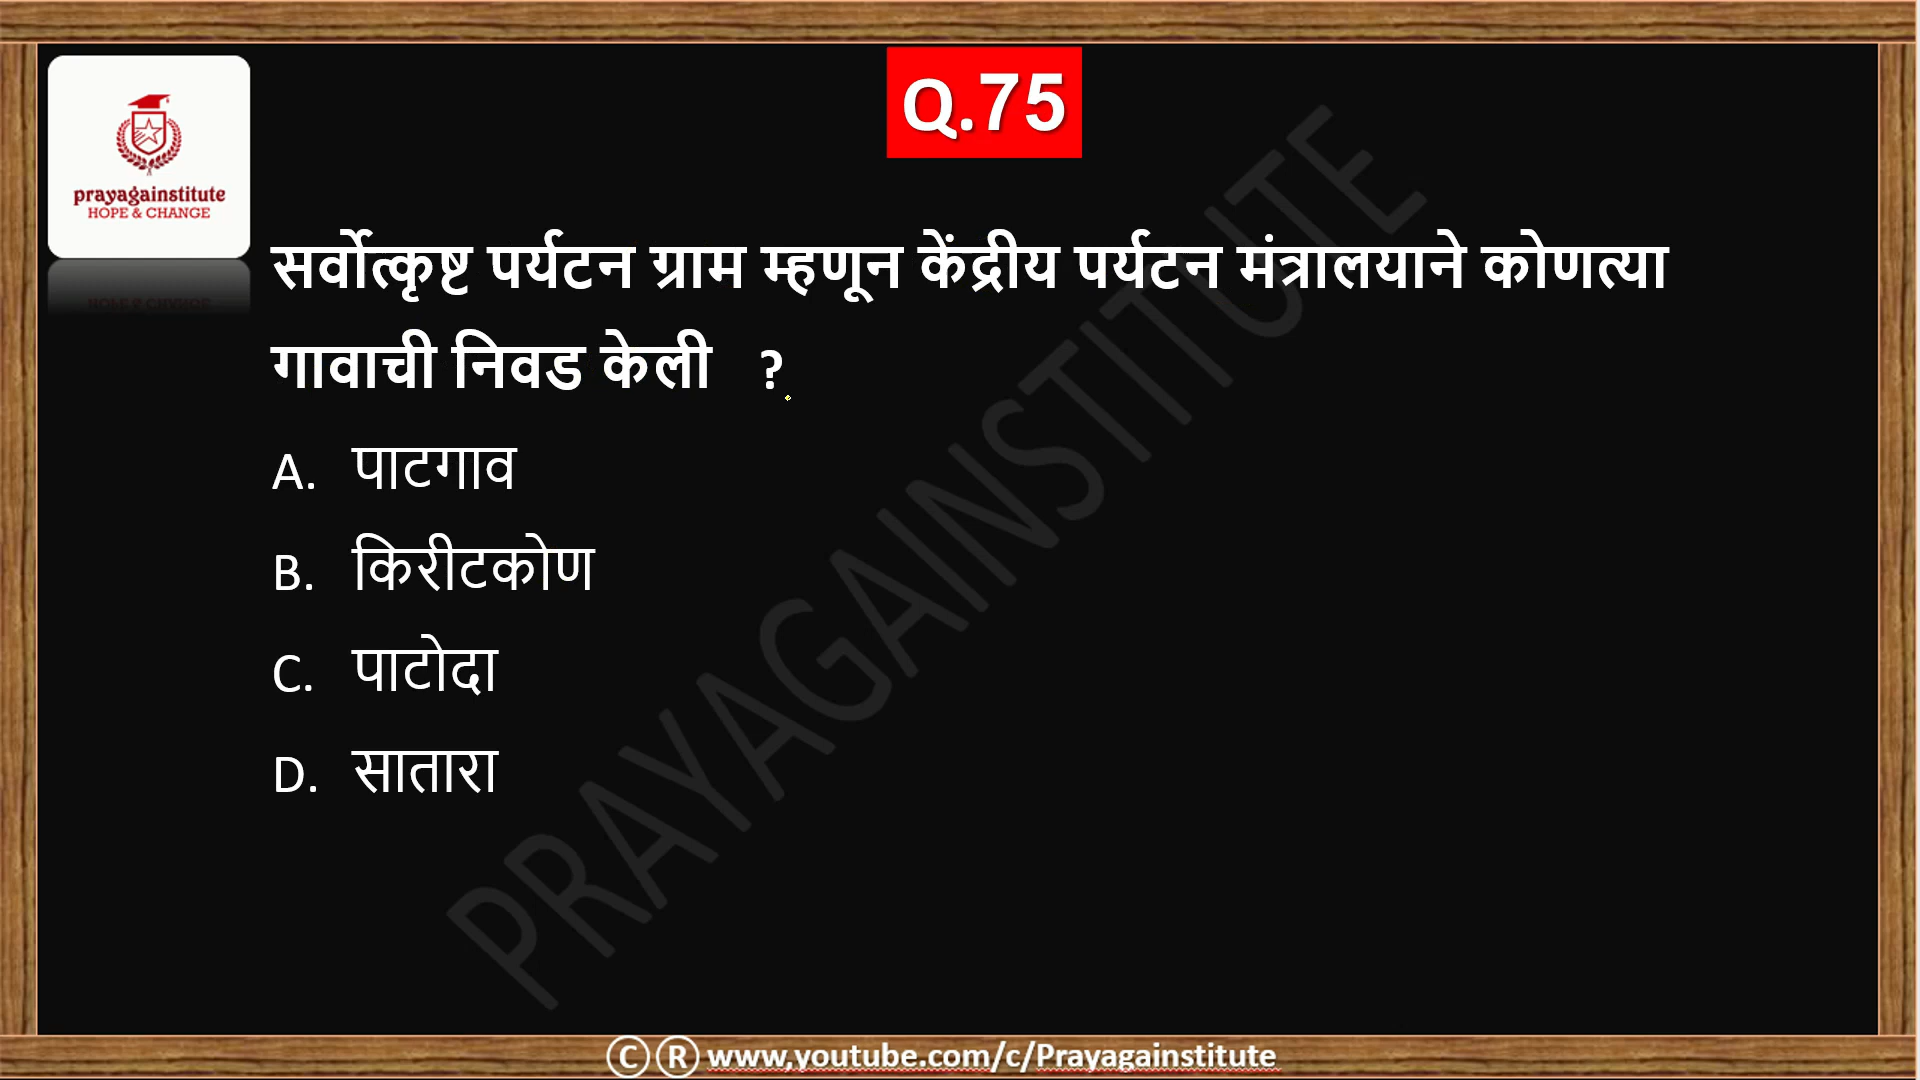 Q.75
prayagainstitute
HOPE & CHANGE
सर्वोत्कृष्ट पर्यटन ग्राम म्हणून केंद्रीय पर्यटन मंत्रालयाने कोणत्या
गावाची निवड केली ?
A. पाटगाव
B. किरीटकोण
C. पाटोदा
D. सातारा
PRAYAGAINSTITUTE
© ® www,youtube.com/c/Prayagainstitute